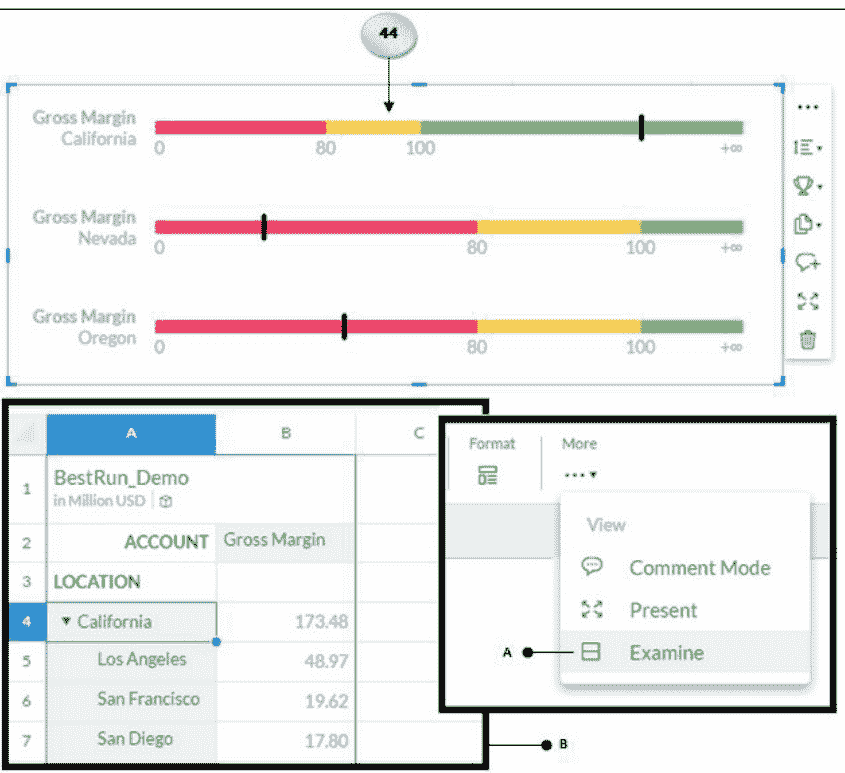 44
Gross Margin
California
0 80 100 +∞
Gross Margin
Nevada
0 80 100 +∞
Gross Margin
Oregon
0 80 100 +∞
A B C
1 BestRun_Demo
in Million USD
2 ACCOUNT Gross Margin
3 LOCATION
4 California 173.48
5 Los Angeles 48.97
6 San Francisco 19.62
7 San Diego 17.80
Format More
View
Comment Mode
Present
A Examine
B